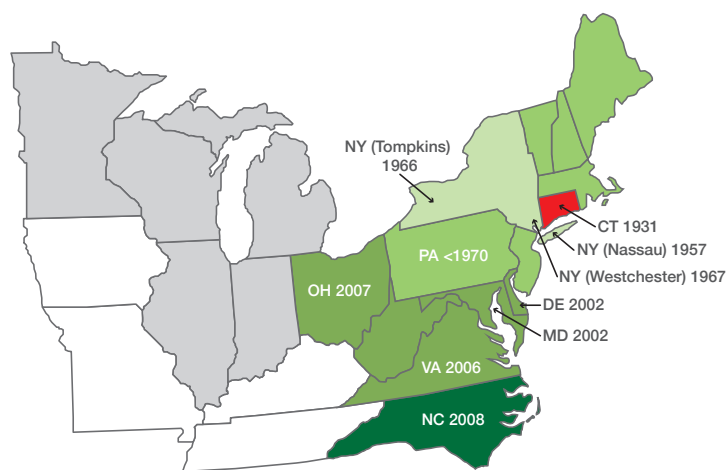 NY (Tompkins)
1966
CT 1931
NY (Nassau) 1957
PA <1970
NY (Westchester) 1967
OH 2007
DE 2002
MD 2002
VA 2006
NC 2008